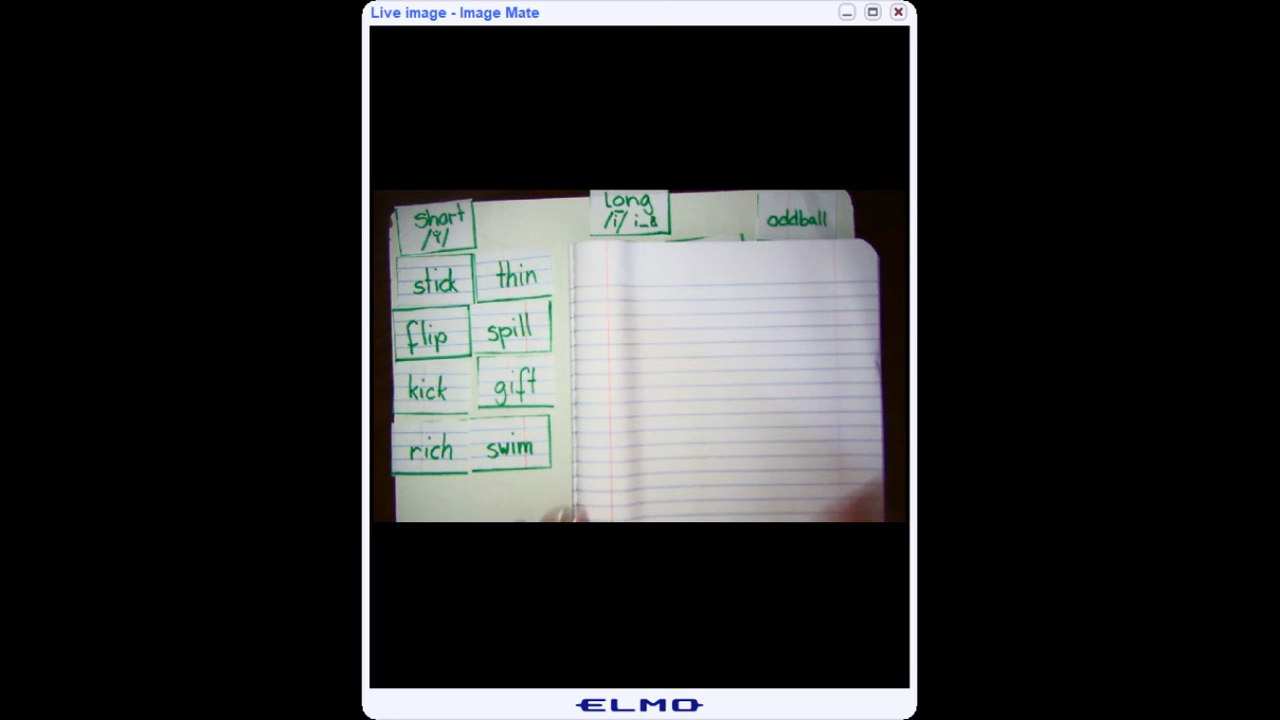 Live image - Image Mate
short
/ĭ/
long
/ī/ i_e
oddball
stick thin
flip spill
kick gift
rich swim
ELMO